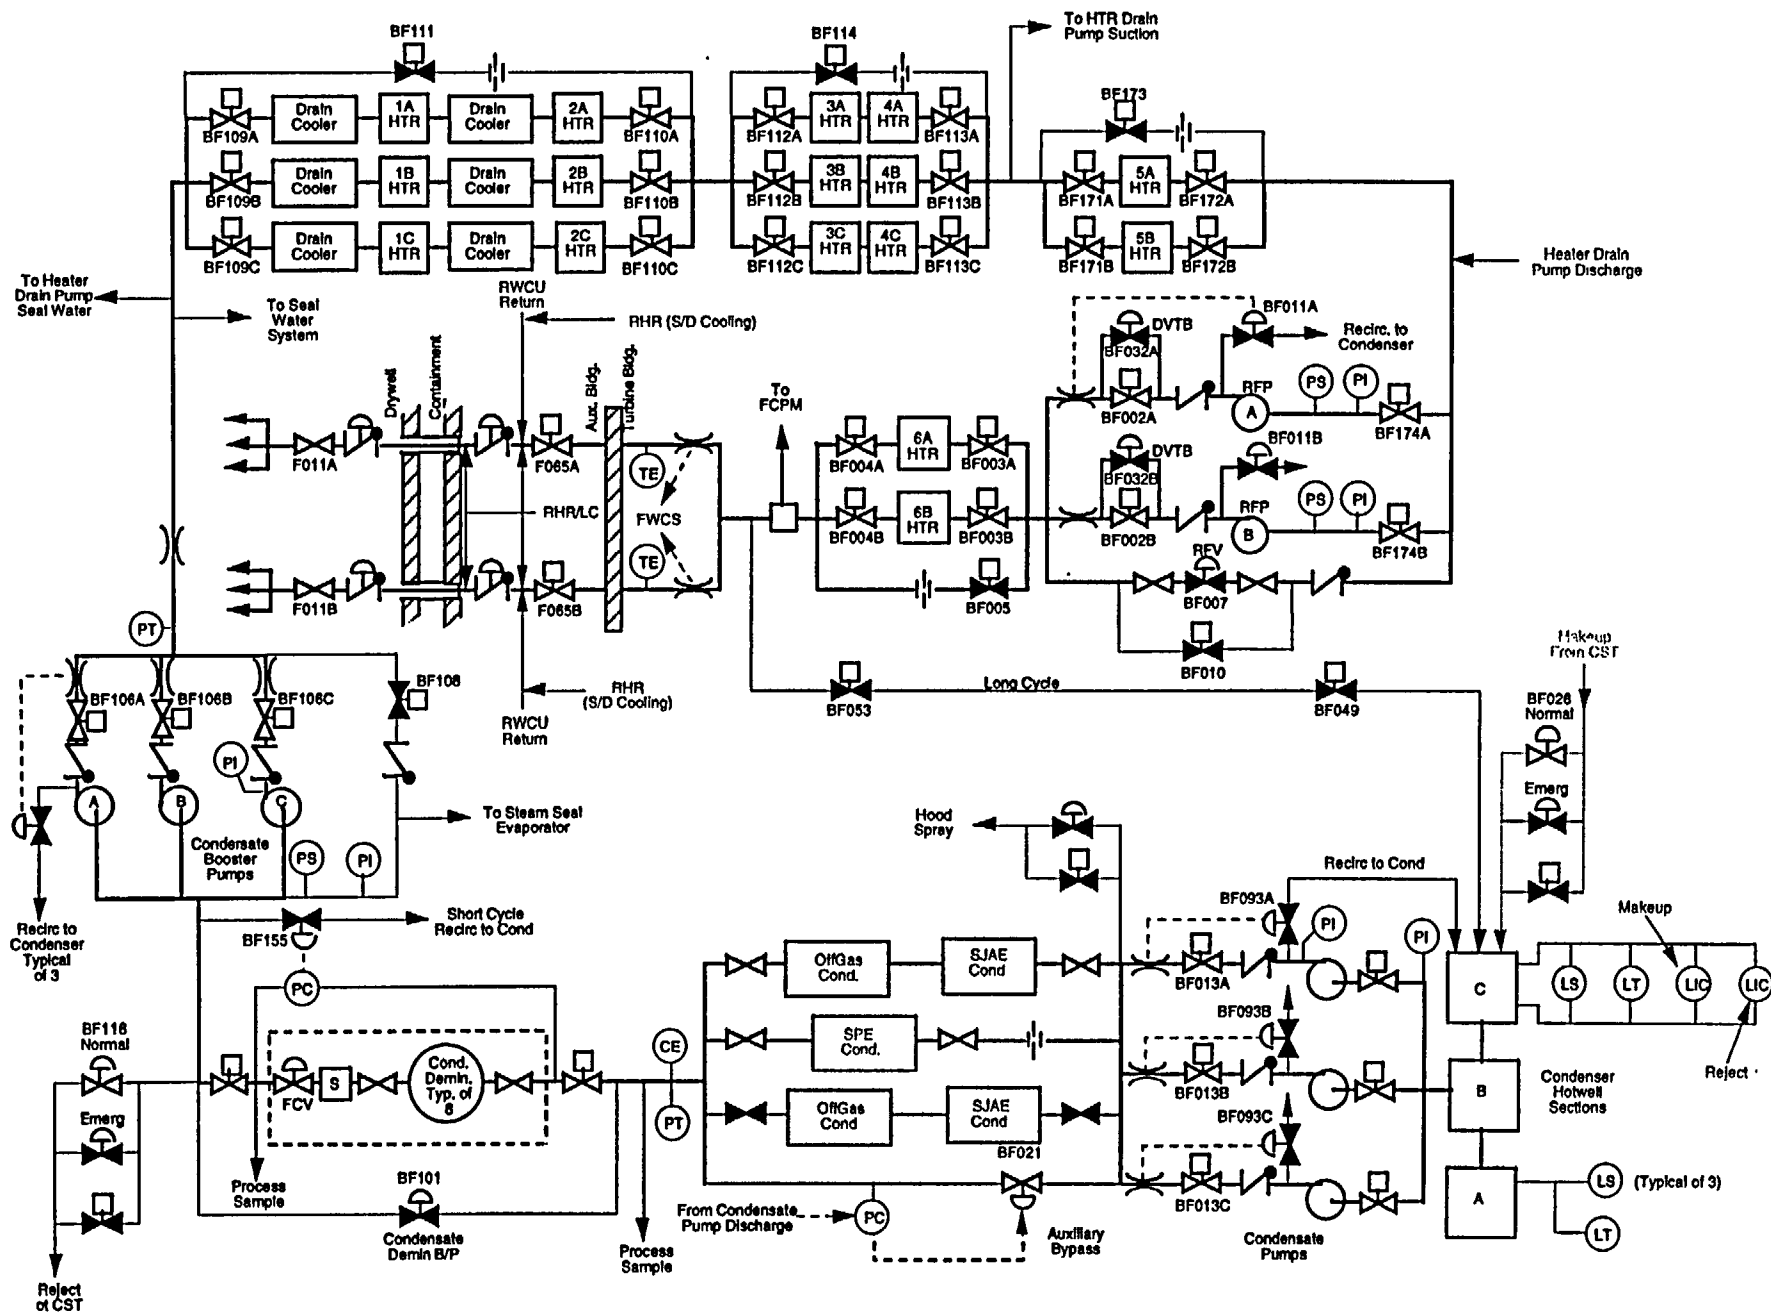 To HTR Drain
Pump Suction
BF111
BF114
BF173
Drain
Cooler
1A
HTR
Drain
Cooler
2A
HTR
3A
HTR
4A
HTR
BF109A
BF110A
BF112A
BF113A
Drain
Cooler
1B
HTR
Drain
Cooler
2B
HTR
3B
HTR
4B
HTR
5A
HTR
BF109B
BF110B
BF112B
BF113B
BF171A
BF172A
Drain
Cooler
1C
HTR
Drain
Cooler
2C
HTR
3C
HTR
4C
HTR
5B
HTR
BF109C
BF110C
BF112C
BF113C
BF171B
BF172B
Heater Drain
Pump Discharge
To Heater
Drain Pump
Seal Water
To Seal
Water
System
RWCU
Return
RHR (S/D Cooling)
BF011A
DVTB
BF032A
Recirc. to
Condenser
Drywell
Containment
Aux. Bldg.
Turbine Bldg.
To
FCPM
RFP
A
PS
PI
BF002A
BF174A
BF011B
6A
HTR
BF004A
BF003A
DVTB
BF032B
F011A
F065A
TE
RHR/LC
FWCS
6B
HTR
BF004B
BF003B
RFP
B
PS
PI
BF002B
BF174B
TE
RFV
BF007
F011B
F065B
BF005
BF010
PT
Makeup
From CST
BF106A
BF106B
BF106C
BF108
RHR
(S/D Cooling)
RWCU
Return
BF053
Long Cycle
BF049
BF026
Normal
PI
A
B
C
Emerg
To Steam Seal
Evaporator
Hood
Spray
Condersate
Booster
Pumps
PS
PI
Recirc to Cond
BF093A
PI
PI
Makeup
Recirc to
Condenser
Typical
of 3
BF155
Short Cycle
Recirc to Cond
OffGas
Cond.
SJAE
Cond
BF013A
C
LS
LT
LIC
LIC
PC
BF093B
BF116
Normal
CE
SPE
Cond.
Reject
FCV
S
Cond.
Demin.
Typ. of
8
BF013B
B
Condenser
Hotwell
Sections
Emerg
PT
OffGas
Cond
SJAE
Cond
BF093C
BF021
Process
Sample
BF101
BF013C
A
LS
(Typical of 3)
From Condensate
Pump Discharge
PC
Auxiliary
Bypass
Condensate
Pumps
LT
Condensate
Demin B/P
Process
Sample
Reject
ot CST